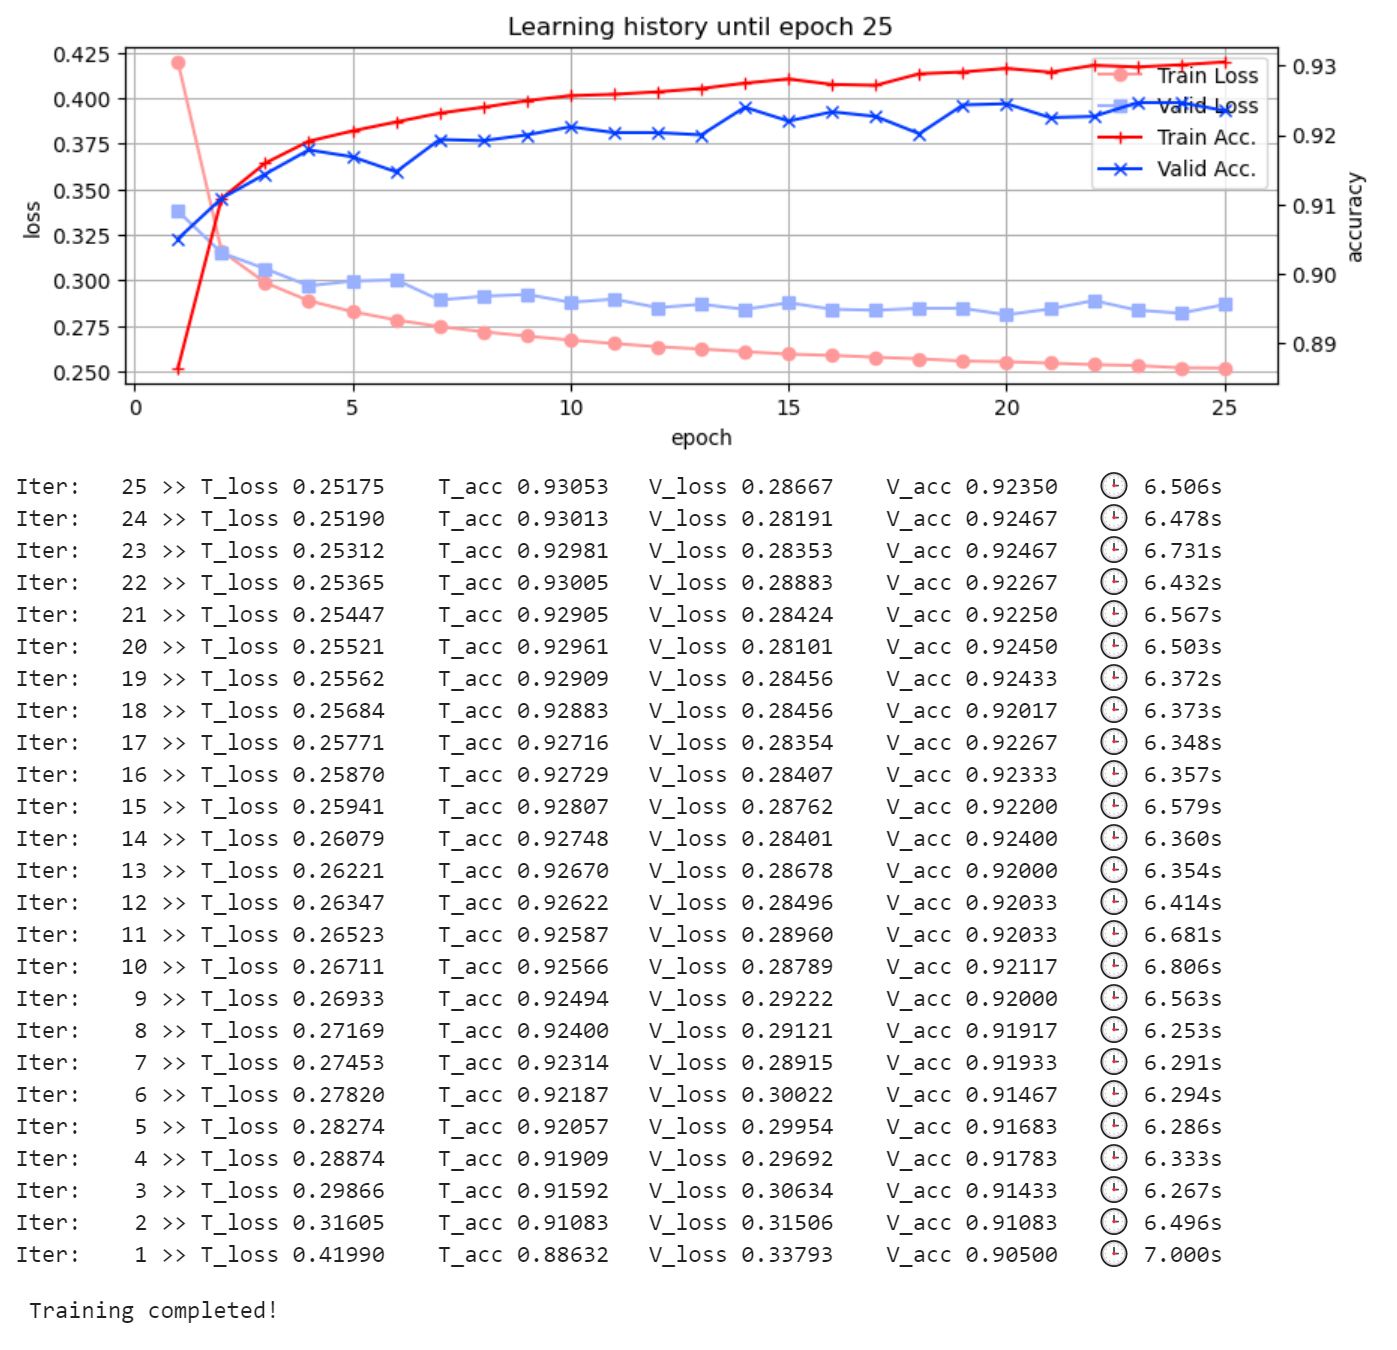 Learning history until epoch 25
0.425
0.400
0.375
0.350
0.325
0.300
0.275
0.250
loss
0.93
0.92
0.91
0.90
0.89
accuracy
Train Loss
Valid Loss
Train Acc.
Valid Acc.
0 5 10 15 20 25
epoch
Iter: 25 >> T_loss 0.25175 T_acc 0.93053 V_loss 0.28667 V_acc 0.92350 🕒 6.506s
Iter: 24 >> T_loss 0.25190 T_acc 0.93013 V_loss 0.28191 V_acc 0.92467 🕒 6.478s
Iter: 23 >> T_loss 0.25312 T_acc 0.92981 V_loss 0.28353 V_acc 0.92467 🕒 6.731s
Iter: 22 >> T_loss 0.25365 T_acc 0.93005 V_loss 0.28883 V_acc 0.92267 🕒 6.432s
Iter: 21 >> T_loss 0.25447 T_acc 0.92905 V_loss 0.28424 V_acc 0.92250 🕒 6.567s
Iter: 20 >> T_loss 0.25521 T_acc 0.92961 V_loss 0.28101 V_acc 0.92450 🕒 6.503s
Iter: 19 >> T_loss 0.25562 T_acc 0.92909 V_loss 0.28456 V_acc 0.92433 🕒 6.372s
Iter: 18 >> T_loss 0.25684 T_acc 0.92883 V_loss 0.28456 V_acc 0.92017 🕒 6.373s
Iter: 17 >> T_loss 0.25771 T_acc 0.92716 V_loss 0.28354 V_acc 0.92267 🕒 6.348s
Iter: 16 >> T_loss 0.25870 T_acc 0.92729 V_loss 0.28407 V_acc 0.92333 🕒 6.357s
Iter: 15 >> T_loss 0.25941 T_acc 0.92807 V_loss 0.28762 V_acc 0.92200 🕒 6.579s
Iter: 14 >> T_loss 0.26079 T_acc 0.92748 V_loss 0.28401 V_acc 0.92400 🕒 6.360s
Iter: 13 >> T_loss 0.26221 T_acc 0.92670 V_loss 0.28678 V_acc 0.92000 🕒 6.354s
Iter: 12 >> T_loss 0.26347 T_acc 0.92622 V_loss 0.28496 V_acc 0.92033 🕒 6.414s
Iter: 11 >> T_loss 0.26523 T_acc 0.92587 V_loss 0.28960 V_acc 0.92033 🕒 6.681s
Iter: 10 >> T_loss 0.26711 T_acc 0.92566 V_loss 0.28789 V_acc 0.92117 🕒 6.806s
Iter: 9 >> T_loss 0.26933 T_acc 0.92494 V_loss 0.29222 V_acc 0.92000 🕒 6.563s
Iter: 8 >> T_loss 0.27169 T_acc 0.92400 V_loss 0.29121 V_acc 0.91917 🕒 6.253s
Iter: 7 >> T_loss 0.27453 T_acc 0.92314 V_loss 0.28915 V_acc 0.91933 🕒 6.291s
Iter: 6 >> T_loss 0.27820 T_acc 0.92187 V_loss 0.30022 V_acc 0.91467 🕒 6.294s
Iter: 5 >> T_loss 0.28274 T_acc 0.92057 V_loss 0.29954 V_acc 0.91683 🕒 6.286s
Iter: 4 >> T_loss 0.28874 T_acc 0.91909 V_loss 0.29692 V_acc 0.91783 🕒 6.333s
Iter: 3 >> T_loss 0.29866 T_acc 0.91592 V_loss 0.30634 V_acc 0.91433 🕒 6.267s
Iter: 2 >> T_loss 0.31605 T_acc 0.91083 V_loss 0.31506 V_acc 0.91083 🕒 6.496s
Iter: 1 >> T_loss 0.41990 T_acc 0.88632 V_loss 0.33793 V_acc 0.90500 🕒 7.000s
Training completed!